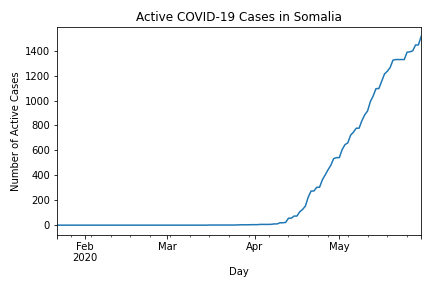 Active COVID-19 Cases in Somalia
Number of Active Cases
1400
1200
1000
800
600
400
200
0
Feb
2020
Mar
Apr
May
Day